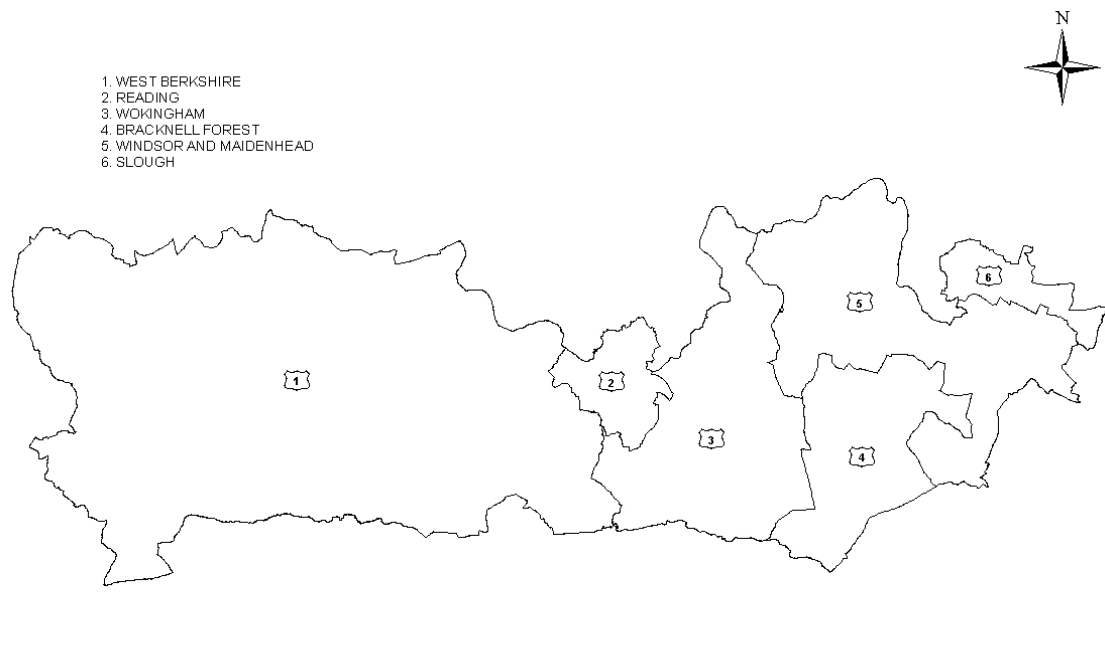 N
1. WEST BERKSHIRE
2. READING
3. WOKINGHAM
4. BRACKNELL FOREST
5. WINDSOR AND MAIDENHEAD
6. SLOUGH
6
5
1
2
3
4